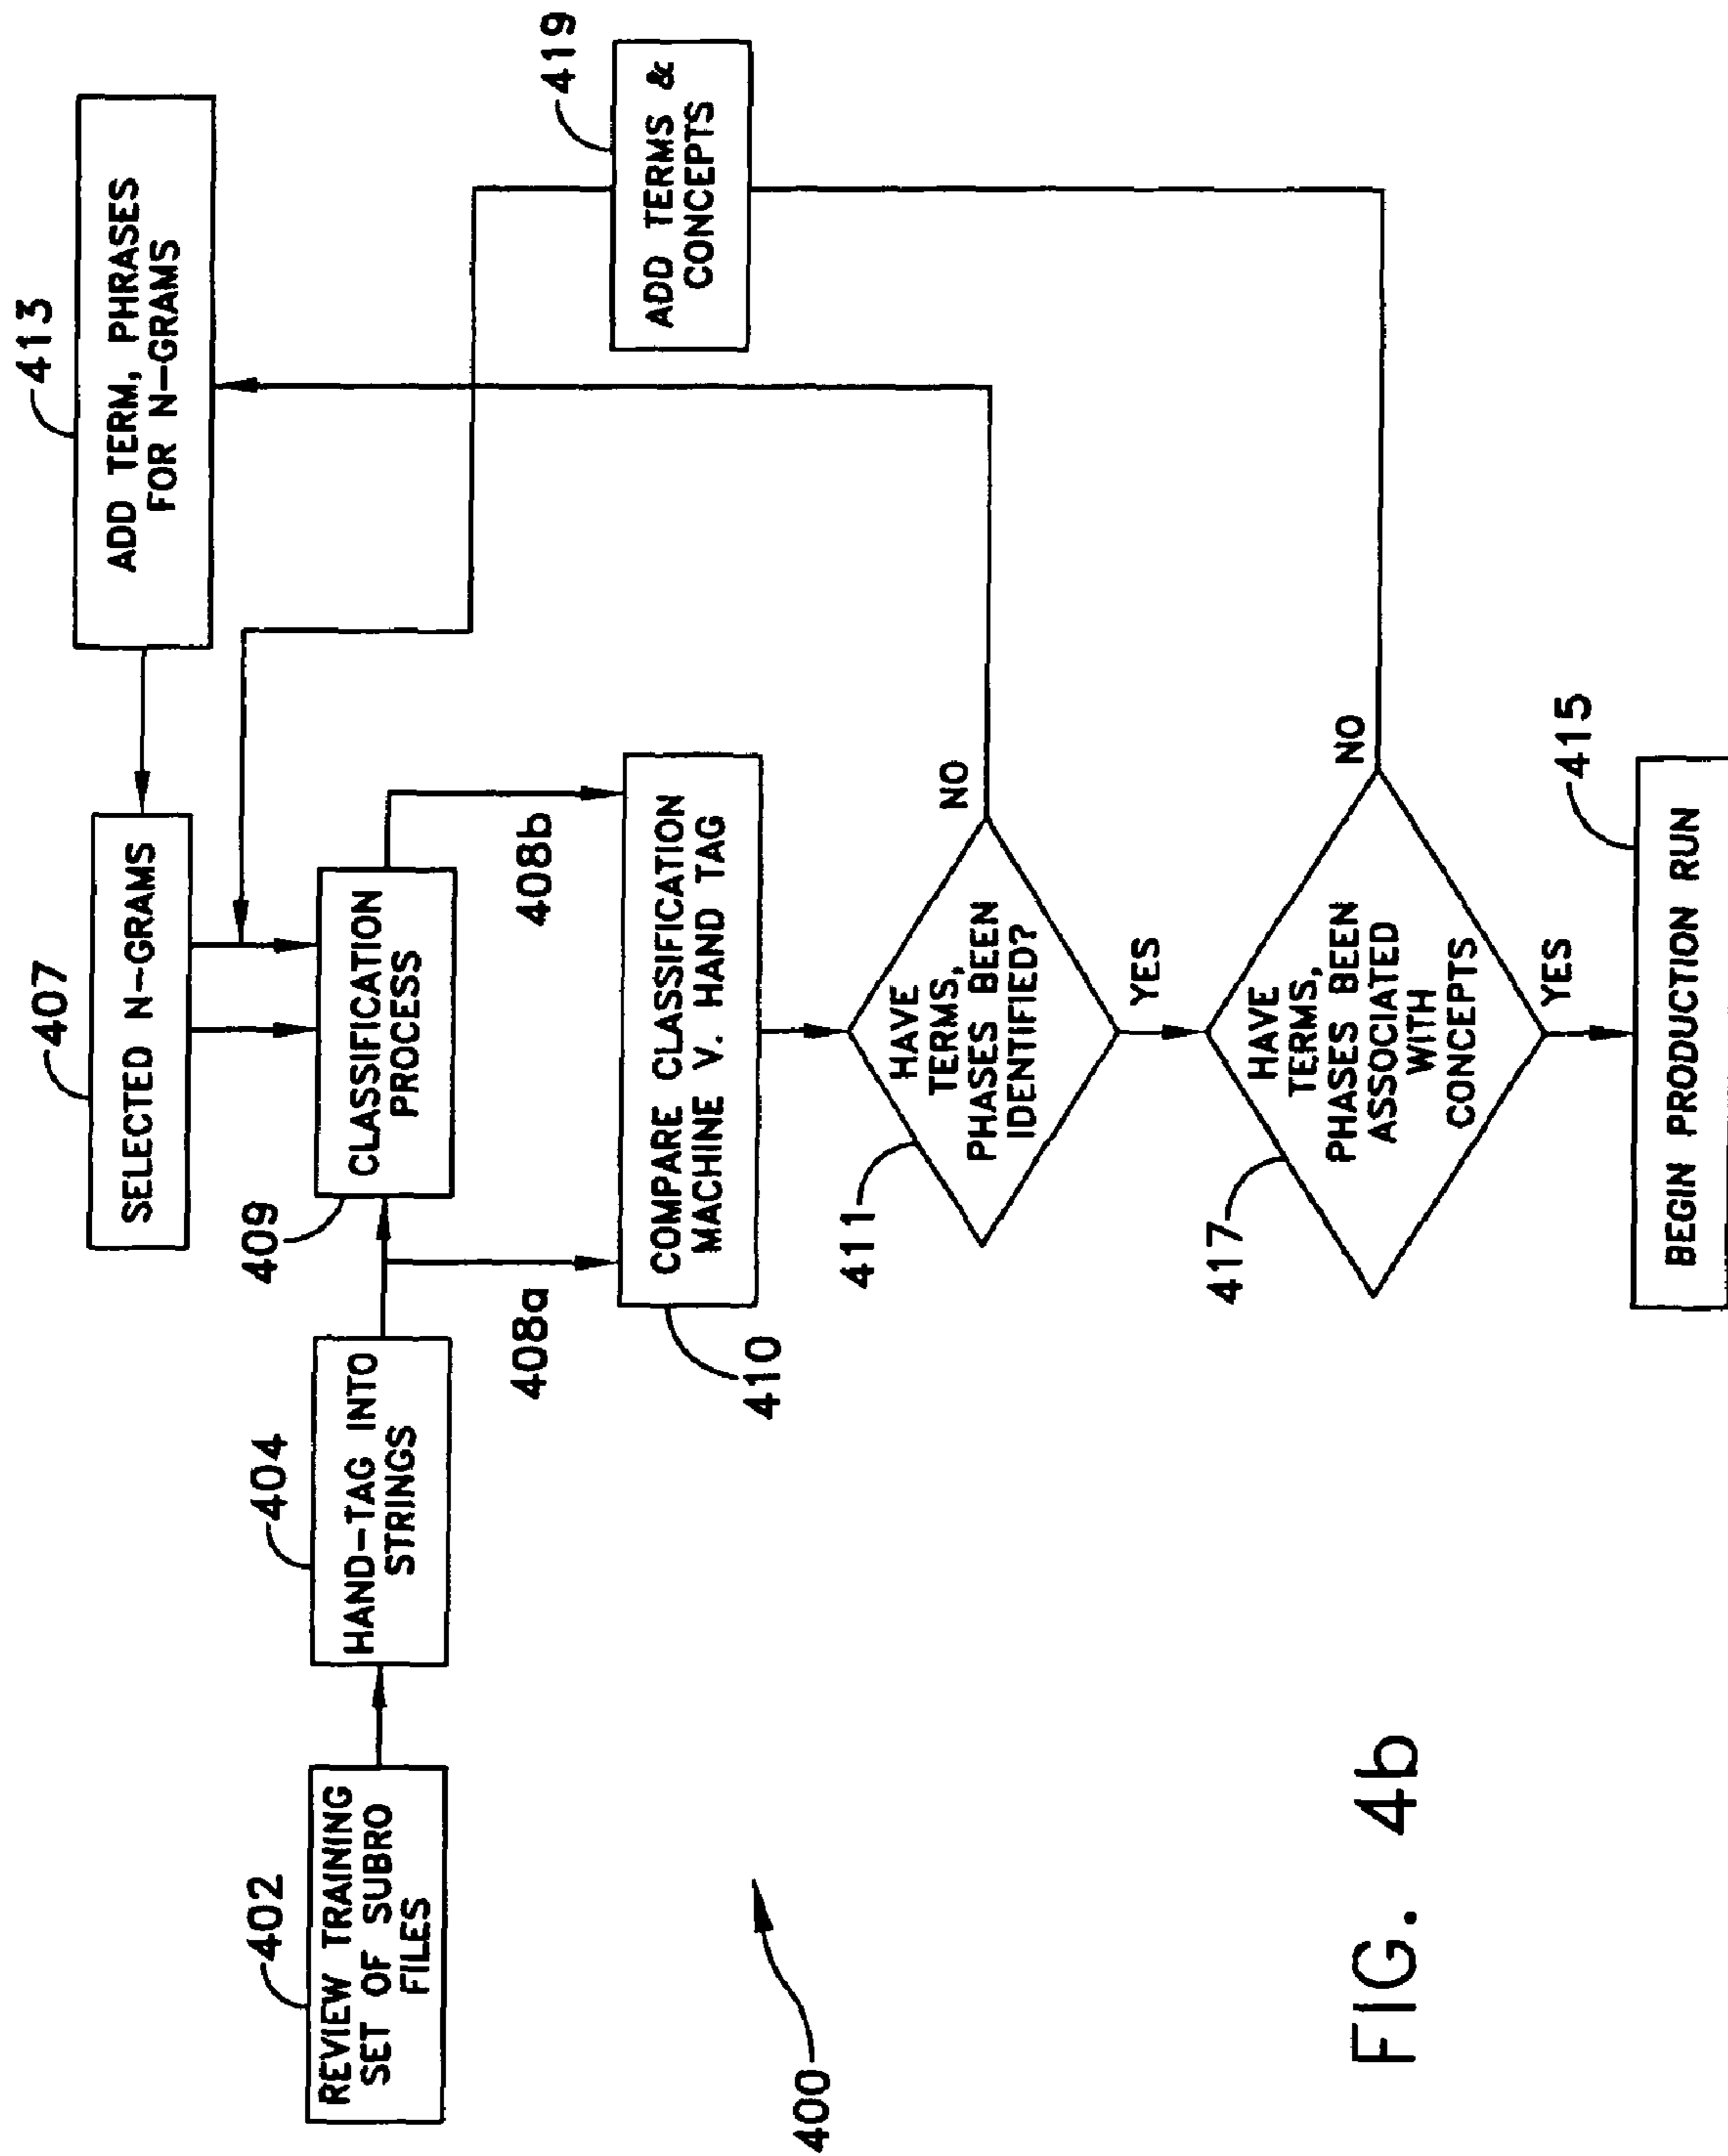 413
ADD TERM, PHRASES
FOR N-GRAMS
407
SELECTED N-GRAMS
419
ADD TERMS &
CONCEPTS
402
REVIEW TRAINING
SET OF SUBRO
FILES
404
HAND-TAG INTO
STRINGS
409
CLASSIFICATION
PROCESS
408a
408b
410
COMPARE CLASSIFICATION
MACHINE V. HAND TAG
411
HAVE
TERMS,
PHASES BEEN
IDENTIFIED?
NO
YES
417
HAVE
TERMS,
PHASES BEEN
ASSOCIATED
WITH
CONCEPTS
NO
YES
415
BEGIN PRODUCTION RUN
400
FIG. 4b